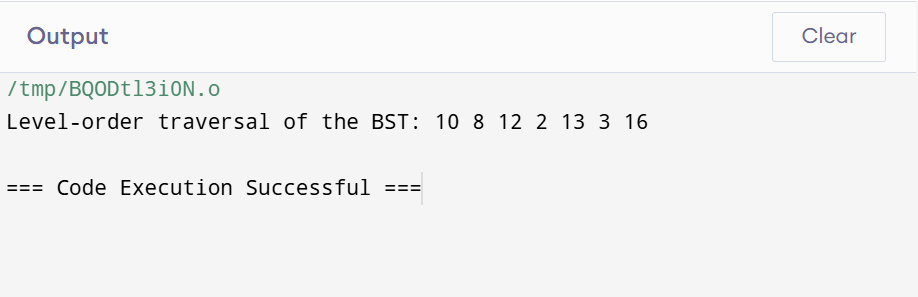 Output
Clear
/tmp/BQODtl3i0N.o
Level-order traversal of the BST: 10 8 12 2 13 3 16
=== Code Execution Successful ===